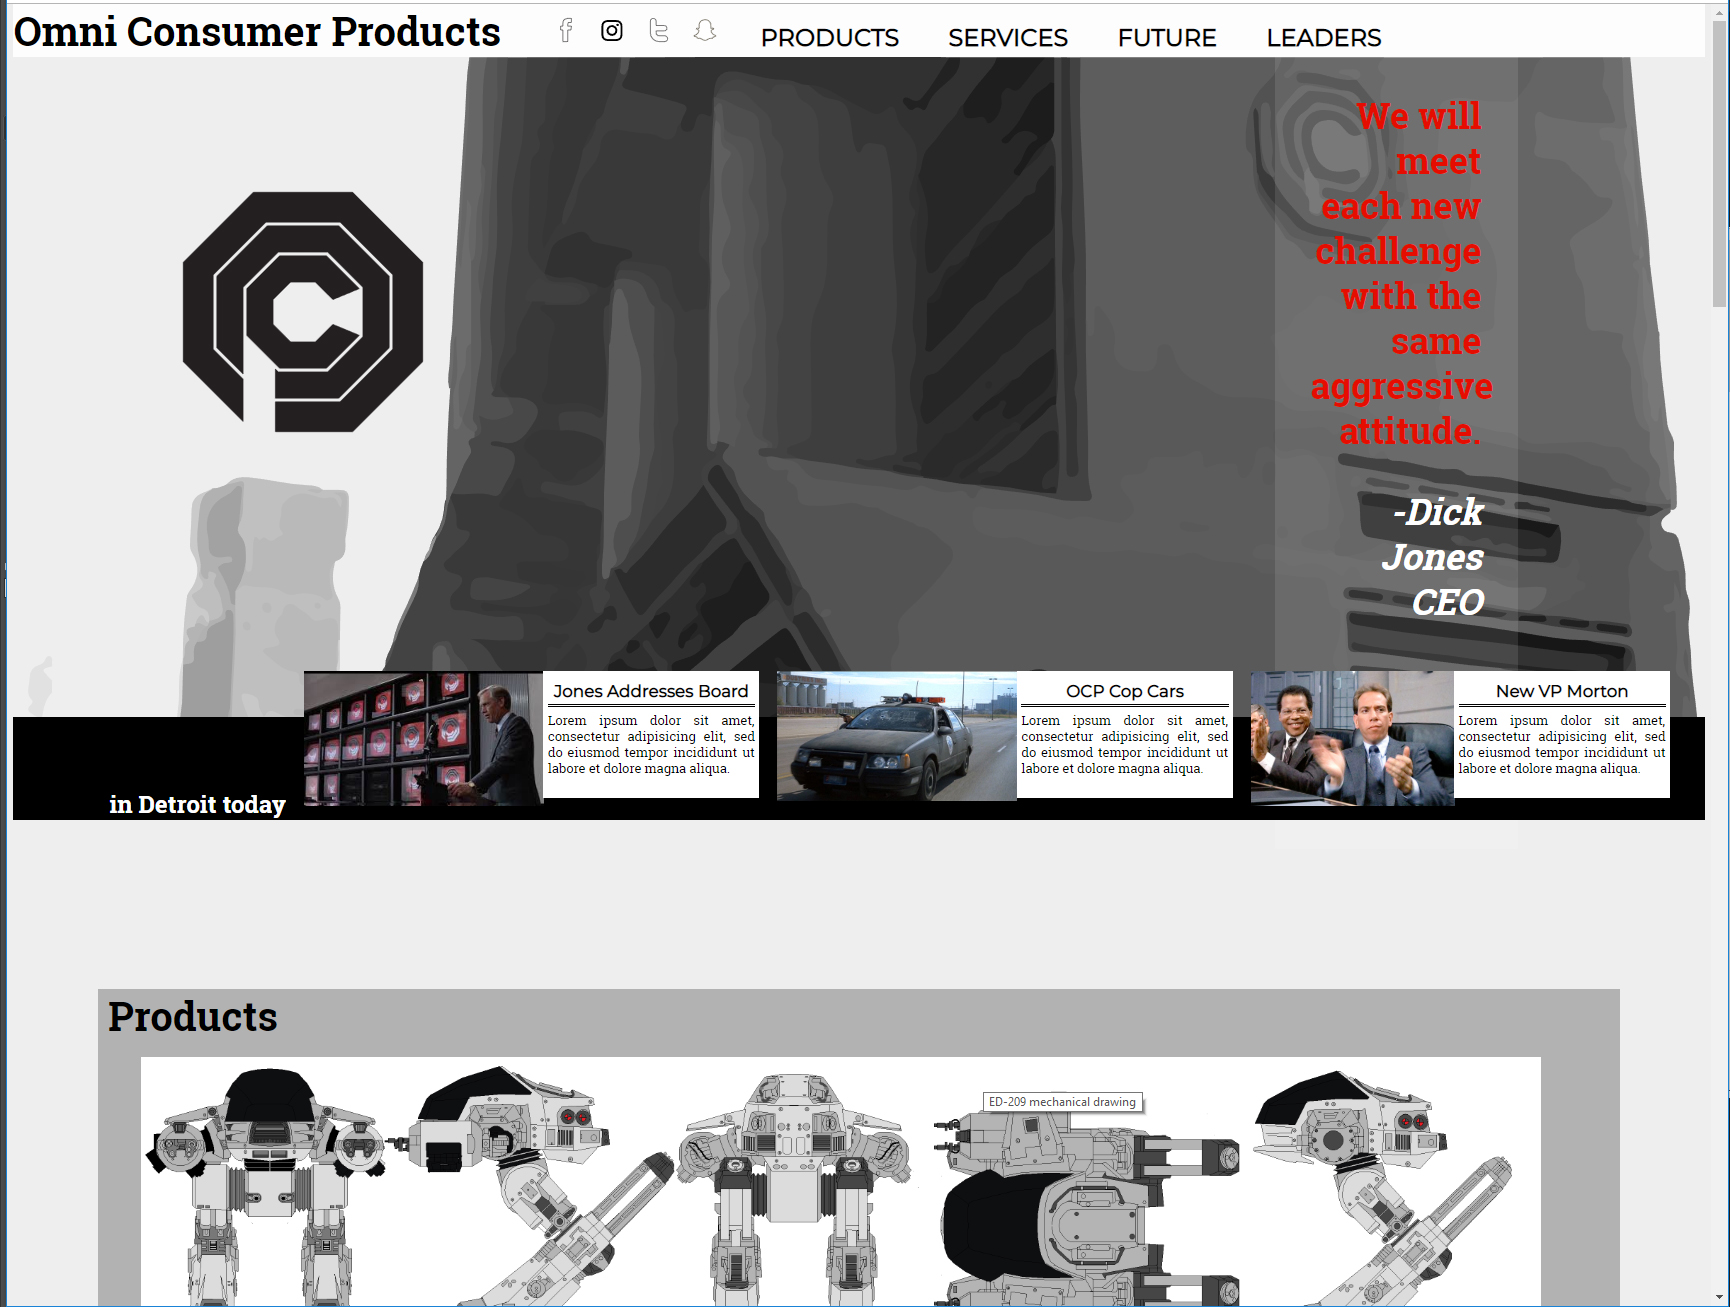 Omni Consumer Products
PRODUCTS SERVICES FUTURE LEADERS
We will
meet
each new
challenge
with the
same
aggressive
attitude.
-Dick
Jones
CEO
in Detroit today
Jones Addresses Board
Lorem ipsum dolor sit amet,
consectetur adipisicing elit, sed
do eiusmod tempor incididunt ut
labore et dolore magna aliqua.
OCP Cop Cars
Lorem ipsum dolor sit amet,
consectetur adipisicing elit, sed
do eiusmod tempor incididunt ut
labore et dolore magna aliqua.
New VP Morton
Lorem ipsum dolor sit amet,
consectetur adipisicing elit, sed
do eiusmod tempor incididunt ut
labore et dolore magna aliqua.
Products
ED-209 mechanical drawing